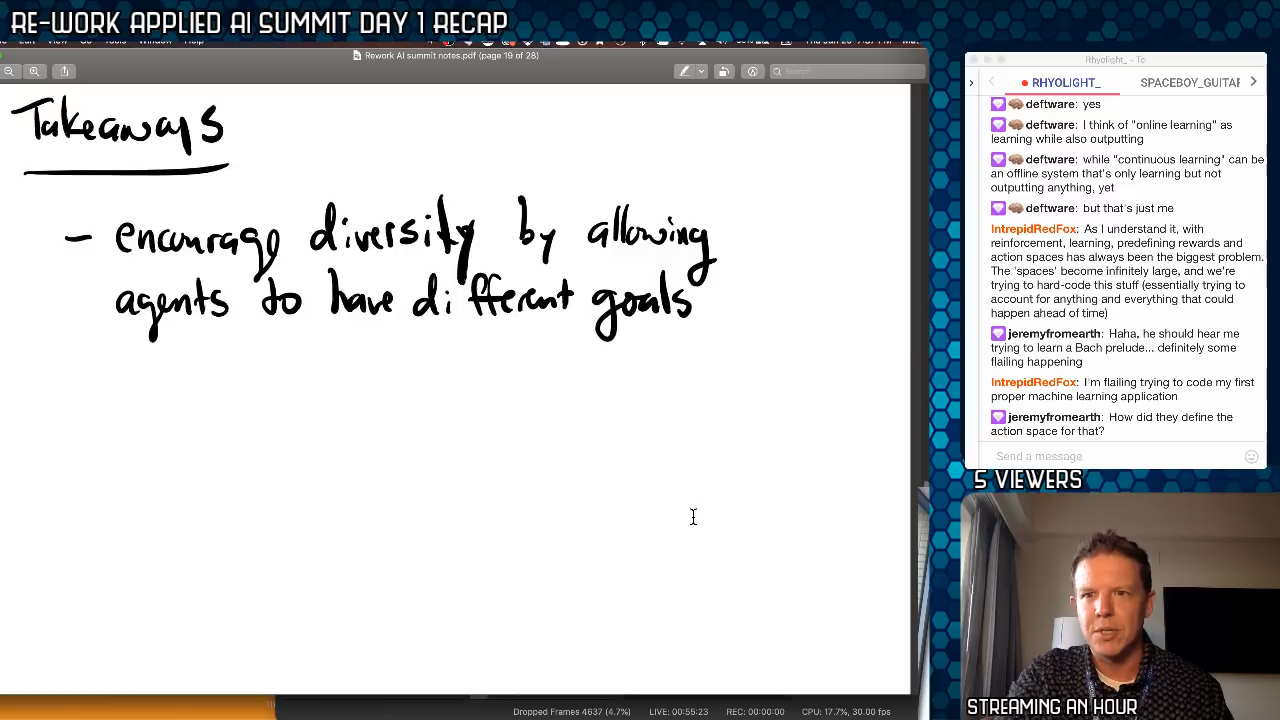 RE-WORK APPLIED AI SUMMIT DAY 1 RECAP
Rework AI summit notes.pdf (page 19 of 28)
Search
Takeaways
- encourage diversity by allowing
agents to have different goals
Rhyolight_ - To
RHYOLIGHT_ SPACEBOY_GUITAR
deftware: yes
deftware: I think of "online learning" as
learning while also outputting
deftware: while "continuous learning" can be
an offline system that's only learning but not
outputting anything, yet
deftware: but that's just me
IntrepidRedFox: As I understand it, with
reinforcement, learning, predefining rewards and
action spaces has always been the biggest problem.
The 'spaces' become infinitely large, and we're
trying to hard-code this stuff (essentially trying to
account for anything and everything that could
happen ahead of time)
jeremyfromearth: Haha, he should hear me
trying to learn a Bach prelude... definitely some
flailing happening
IntrepidRedFox: I'm flailing trying to code my first
proper machine learning application
jeremyfromearth: How did they define the
action space for that?
Send a message
5 VIEWERS
STREAMING AN HOUR
Dropped Frames 4637 (4.7%) LIVE: 00:55:23 REC: 00:00:00 CPU: 17.7%, 30.00 fps